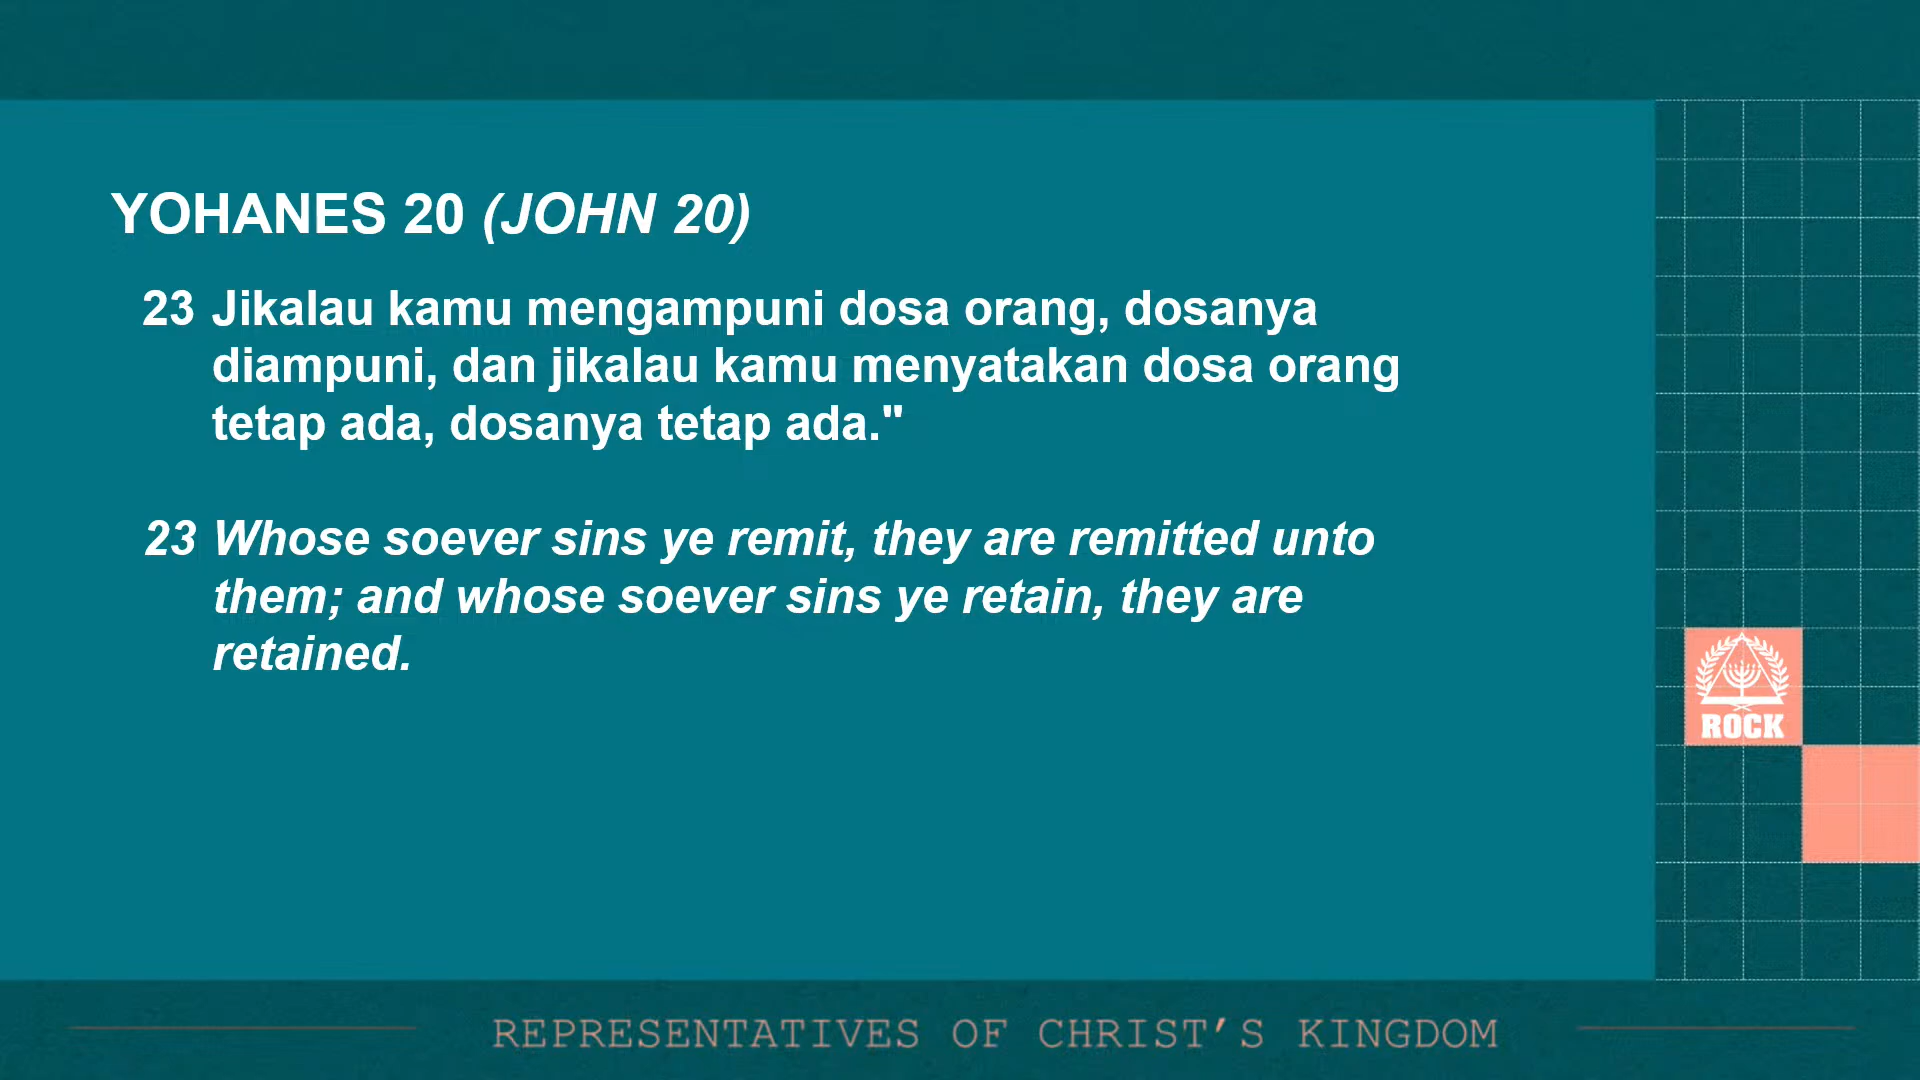 YOHANES 20 (JOHN 20)
23 Jikalau kamu mengampuni dosa orang, dosanya
diampuni, dan jikalau kamu menyatakan dosa orang
tetap ada, dosanya tetap ada."
23 Whose soever sins ye remit, they are remitted unto
them; and whose soever sins ye retain, they are
retained.
ROCK
REPRESENTATIVES OF CHRIST’S KINGDOM